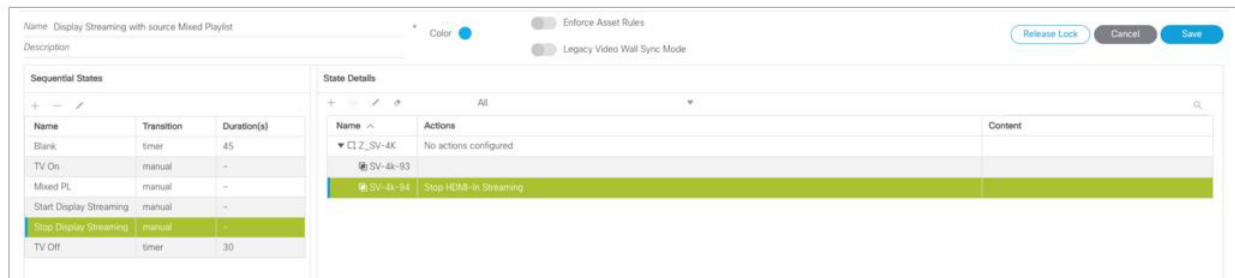 Name Display Streaming with source Mixed Playlist * Color Enforce Asset Rules
Description Legacy Video Wall Sync Mode
Release Lock Cancel Save
Sequential States State Details
All
Name Transition Duration(s) Name Actions Content
Blank timer 45 Z_SV-4K No actions configured
TV On manual - SV-4k-93
Mixed PL manual - SV-4k-94 Stop HDMI-In Streaming
Start Display Streaming manual -
Stop Display Streaming manual -
TV Off timer 30